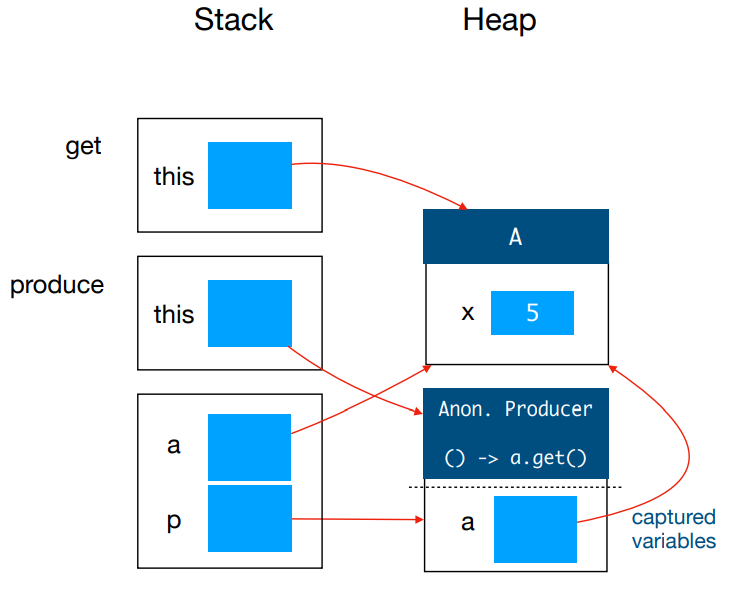 Stack
Heap
get
this
A
x 5
produce
this
Anon. Producer
() -> a.get()
a
p
a
captured
variables